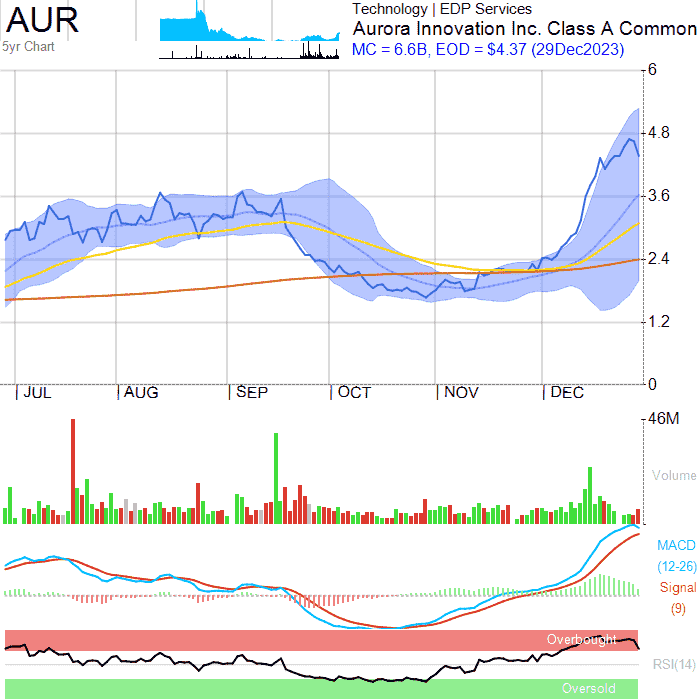 AUR
5yr Chart
Technology | EDP Services
Aurora Innovation Inc. Class A Common
MC = 6.6B, EOD = $4.37 (29Dec2023)
6
4.8
3.6
2.4
1.2
0
JUL
AUG
SEP
OCT
NOV
DEC
46M
Volume
MACD
(12-26)
Signal
(9)
Overbought
RSI(14)
Oversold